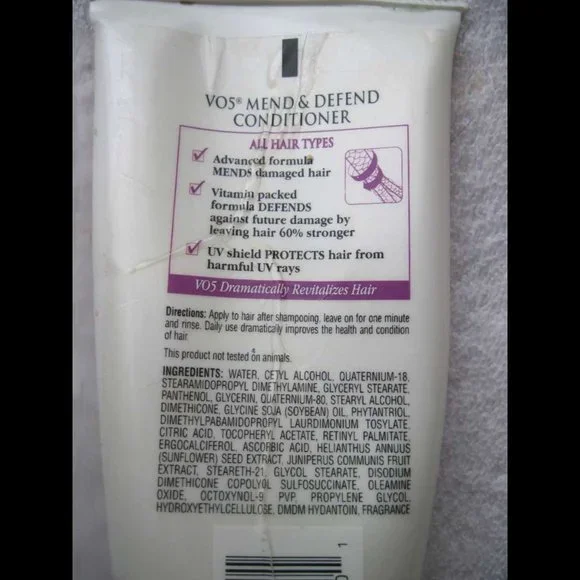 VO5® MEND & DEFEND
CONDITIONER
ALL HAIR TYPES
Advanced formula
MENDS damaged hair
Vitamin packed
formula DEFENDS
against future damage by
leaving hair 60% stronger
UV shield PROTECTS hair from
harmful UV rays
VO5 Dramatically Revitalizes Hair
Directions: Apply to hair after shampooing, leave on for one minute
and rinse. Daily use dramatically improves the health and condition
of hair.
This product not tested on animals.
INGREDIENTS: WATER, CETYL ALCOHOL, QUATERNIUM-18,
STEARAMIDOPROPYL DIMETHYLAMINE, GLYCERYL STEARATE,
PANTHENOL, GLYCERIN, QUATERNIUM-80, STEARYL ALCOHOL,
DIMETHICONE, GLYCINE SOJA (SOYBEAN) OIL, PHYTANTRIOL,
DIMETHYLPABAMIDOPROPYL LAURDIMONIUM TOSYLATE,
CITRIC ACID, TOCOPHERYL ACETATE, RETINYL PALMITATE,
ERGOCALCIFEROL, ASCORBIC ACID, HELIANTHUS ANNUUS
(SUNFLOWER) SEED EXTRACT, JUNIPERUS COMMUNIS FRUIT
EXTRACT, STEARETH-21, GLYCOL STEARATE, DISODIUM
DIMETHICONE COPOLYOL SULFOSUCCINATE, OLEAMINE
OXIDE, OCTOXYNOL-9, PVP, PROPYLENE GLYCOL,
HYDROXYETHYLCELLULOSE, DMDM HYDANTOIN, FRAGRANCE
1